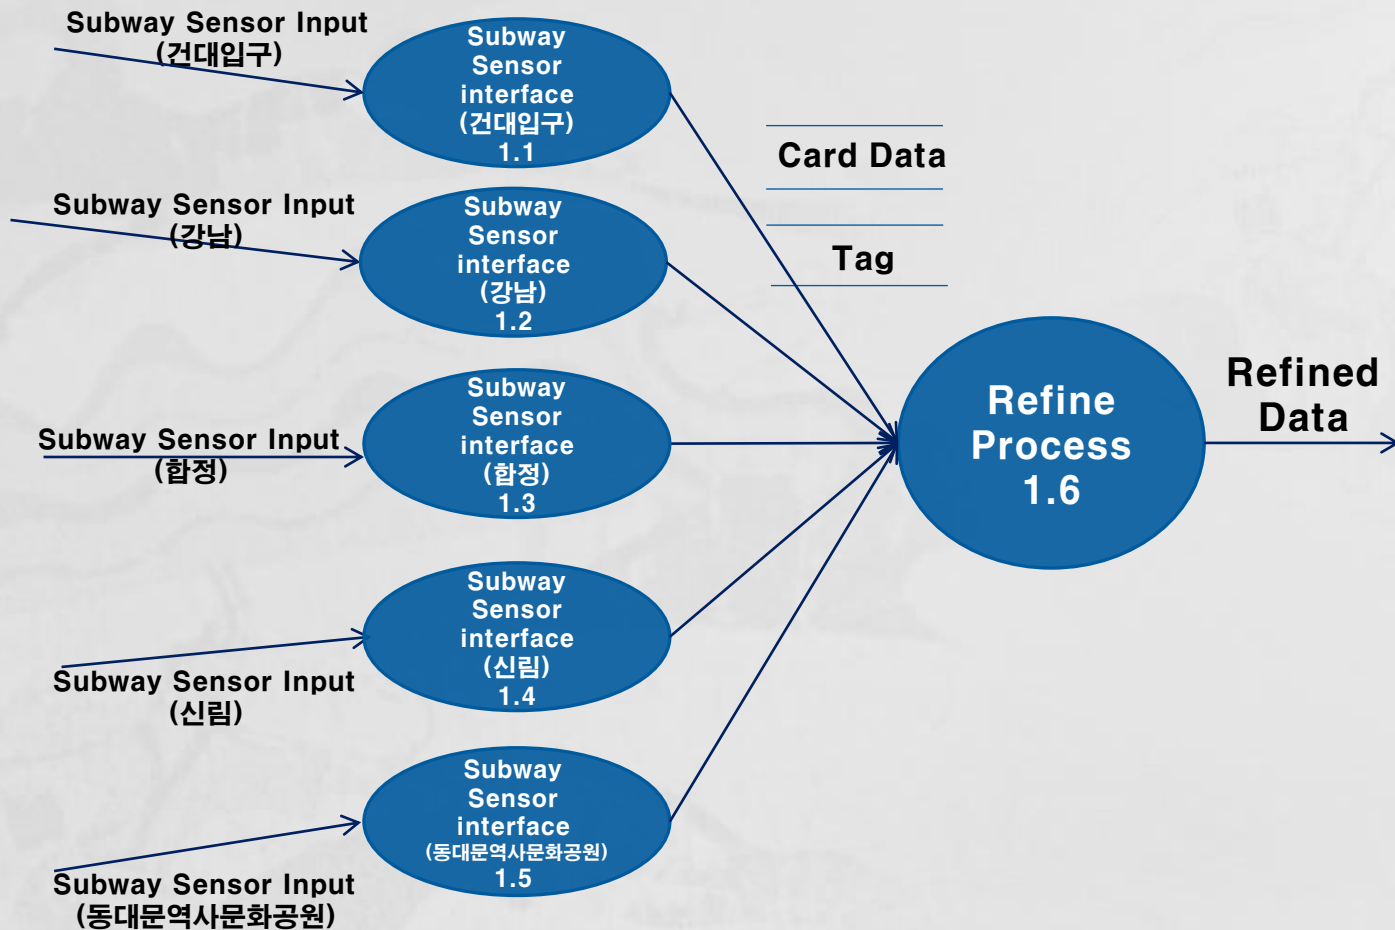 Subway Sensor Input
(건대입구)
Subway
Sensor
interface
(건대입구)
1.1
Card Data
Tag
Subway Sensor Input
(강남)
Subway
Sensor
interface
(강남)
1.2
Subway Sensor Input
(합정)
Subway
Sensor
interface
(합정)
1.3
Refine
Process
1.6
Refined
Data
Subway Sensor Input
(신림)
Subway
Sensor
interface
(신림)
1.4
Subway Sensor Input
(동대문역사문화공원)
Subway
Sensor
interface
(동대문역사문화공원)
1.5